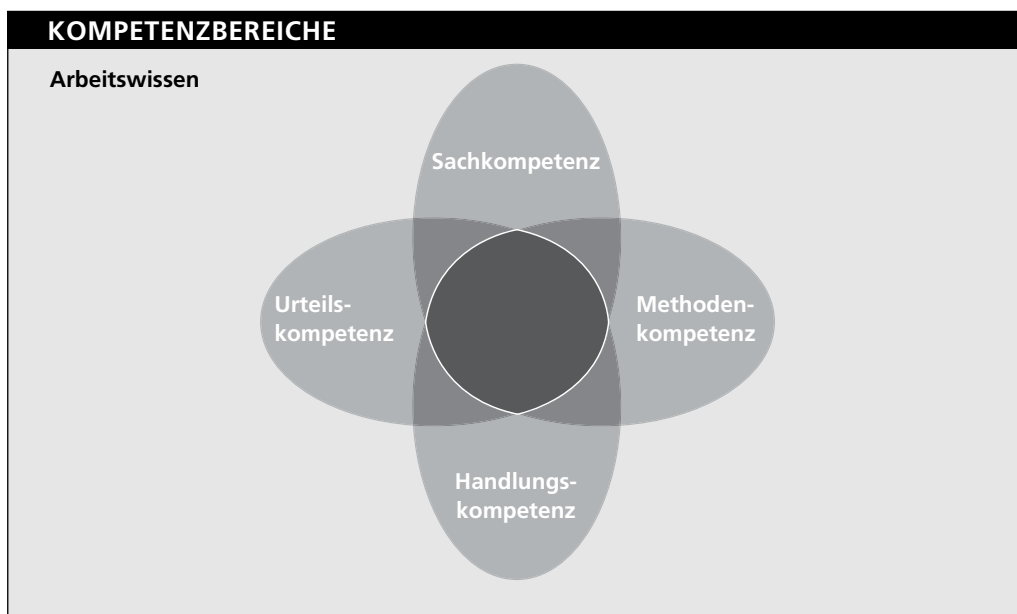 KOMPETENZBEREICHE
Arbeitswissen
Sachkompetenz
Urteils-
kompetenz
Methoden-
kompetenz
Handlungs-
kompetenz